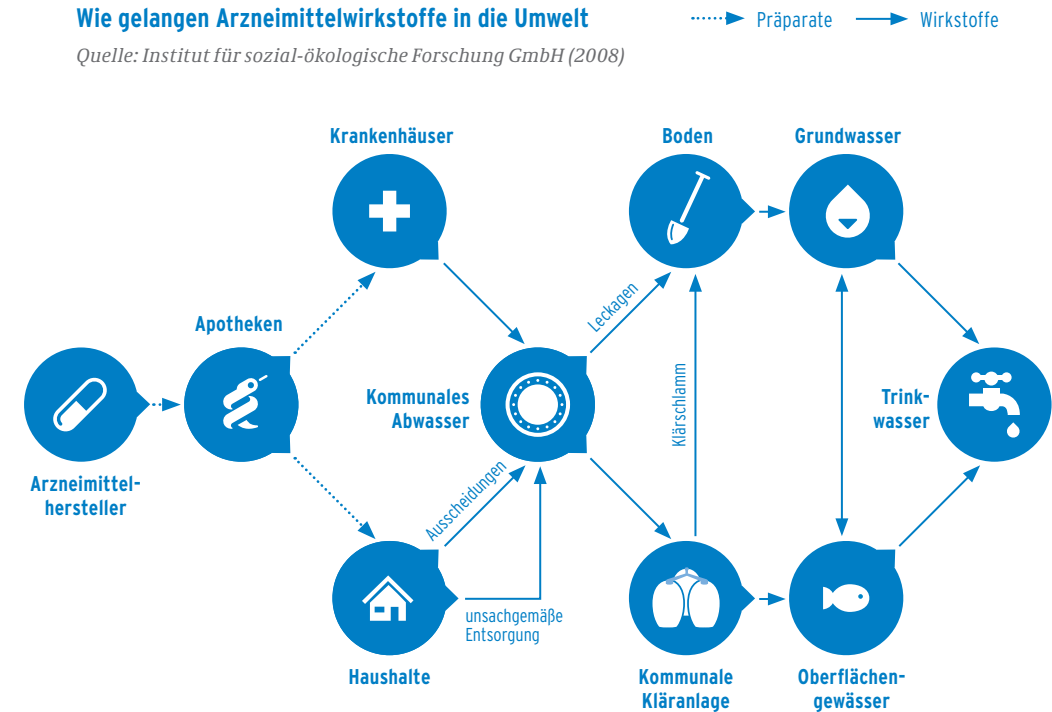 Wie gelangen Arzneimittelwirkstoffe in die Umwelt
Präparate
Wirkstoffe
Quelle: Institut für sozial-ökologische Forschung GmbH (2008)
Krankenhäuser
Boden
Grundwasser
Apotheken
Leckagen
Kommunales
Abwasser
Klärschlamm
Trink-
wasser
Arzneimittel-
hersteller
Ausscheidungen
unsachgemäße
Entsorgung
Haushalte
Kommunale
Kläranlage
Oberflächen-
gewässer